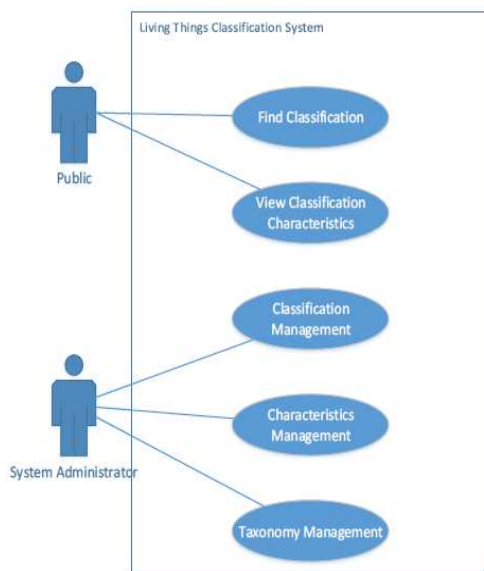 Living Things Classification System
Public
Find Classification
View Classification
Characteristics
Classification
Management
System Administrator
Characteristics
Management
Taxonomy Management